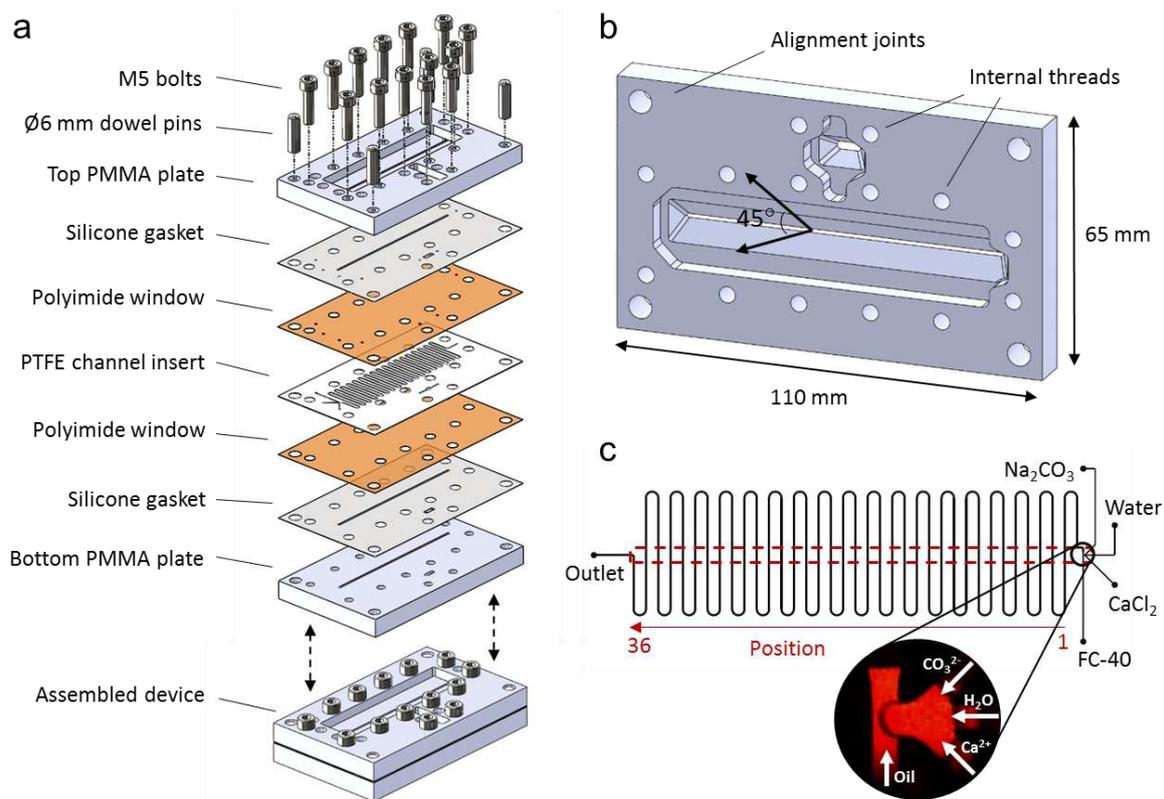 a
M5 bolts
Ø6 mm dowel pins
Top PMMA plate
Silicone gasket
Polyimide window
PTFE channel insert
Polyimide window
Silicone gasket
Bottom PMMA plate
Assembled device
b
Alignment joints
Internal threads
45°
65 mm
110 mm
c
Na₂CO₃
Water
Outlet
CaCl₂
36
Position
1
FC-40
CO₃²⁻
H₂O
Ca²⁺
Oil